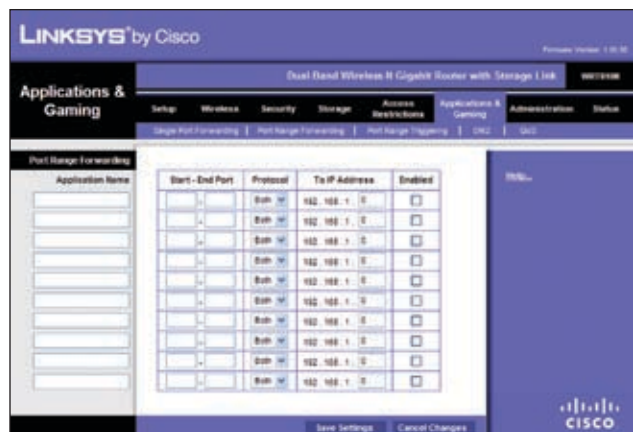 LINKSYS® by Cisco
Firmware Version: 1.00.00
Dual-Band Wireless-N Gigabit Router with Storage Link
Applications & Gaming
Setup Wireless Security Storage Access Restrictions Applications & Gaming Administration Status
Single Port Forwarding | Port Range Forwarding | Port Range Triggering | DMZ | QoS
Port Range Forwarding
Application Name
Start - End Port Protocol To IP Address Enabled
- Both 192 . 168 . 1 . 0
- Both 192 . 168 . 1 . 0
- Both 192 . 168 . 1 . 0
- Both 192 . 168 . 1 . 0
- Both 192 . 168 . 1 . 0
- Both 192 . 168 . 1 . 0
- Both 192 . 168 . 1 . 0
- Both 192 . 168 . 1 . 0
- Both 192 . 168 . 1 . 0
- Both 192 . 168 . 1 . 0
Help...
Save Settings Cancel Changes
CISCO